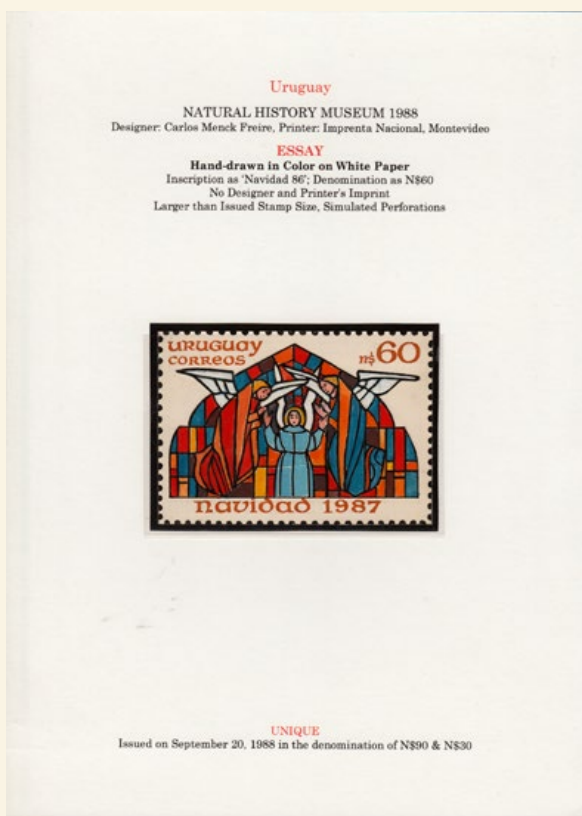 Uruguay
NATURAL HISTORY MUSEUM 1988
Designer: Carlos Menck Freire, Printer: Imprenta Nacional, Montevideo
ESSAY
Hand-drawn in Color on White Paper
Inscription as 'Navidad 86'; Denomination as N$60
No Designer and Printer's Imprint
Larger than Issued Stamp Size, Simulated Perforations
URUGUAY
CORREOS
N$60
navidad 1987
UNIQUE
Issued on September 20, 1988 in the denomination of N$90 & N$30